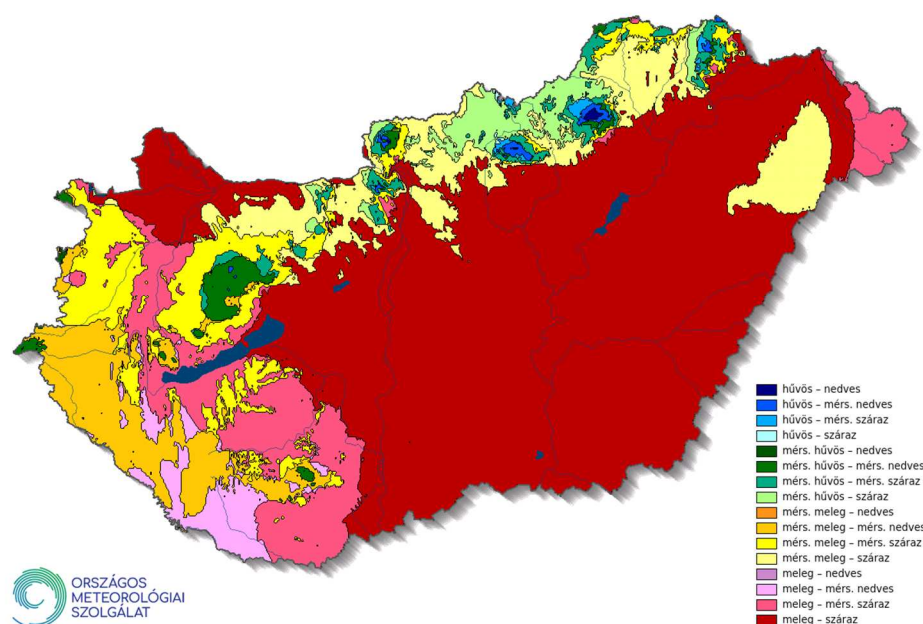 hűvös – nedves
hűvös – mérs. nedves
hűvös – mérs. száraz
hűvös – száraz
mérs. hűvös – nedves
mérs. hűvös – mérs. nedves
mérs. hűvös – mérs. száraz
mérs. hűvös – száraz
mérs. meleg – nedves
mérs. meleg – mérs. nedves
mérs. meleg – mérs. száraz
mérs. meleg – száraz
meleg – nedves
meleg – mérs. nedves
meleg – mérs. száraz
meleg – száraz
ORSZÁGOS
METEOROLÓGIAI
SZOLGÁLAT